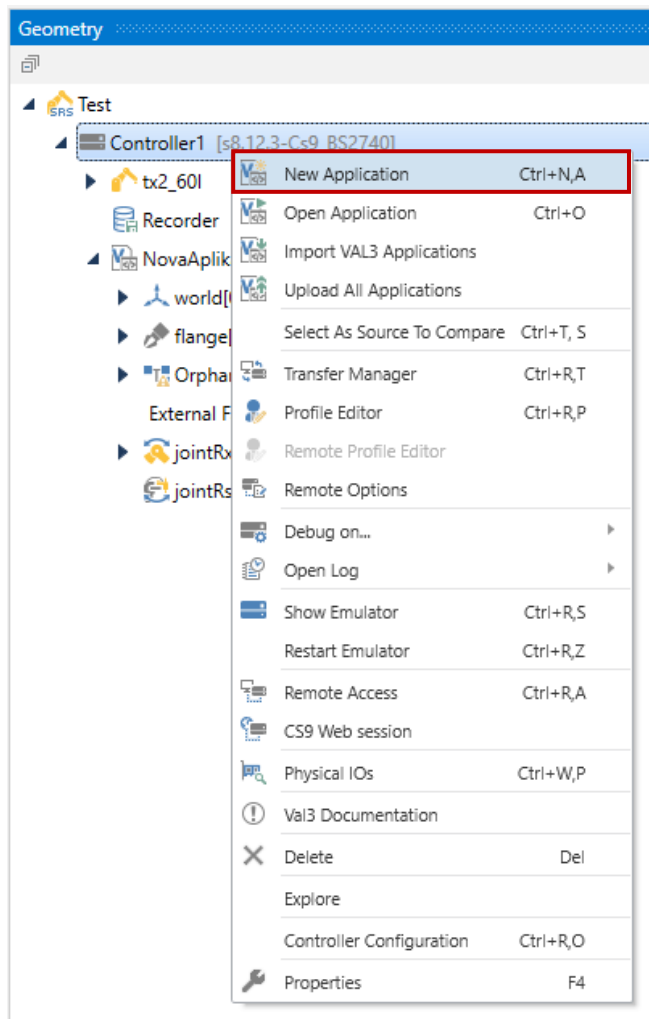 Geometry
SRS Test
Controller1 [s8.12.3-Cs9_BS2740]
tx2_60l
Recorder
NovaAplik
world[
flange[
Orphan
External F
jointRx
jointRs
New Application Ctrl+N,A
Open Application Ctrl+O
Import VAL3 Applications
Upload All Applications
Select As Source To Compare Ctrl+T, S
Transfer Manager Ctrl+R,T
Profile Editor Ctrl+R,P
Remote Profile Editor
Remote Options
Debug on...
Open Log
Show Emulator Ctrl+R,S
Restart Emulator Ctrl+R,Z
Remote Access Ctrl+R,A
CS9 Web session
Physical IOs Ctrl+W,P
Val3 Documentation
Delete Del
Explore
Controller Configuration Ctrl+R,O
Properties F4